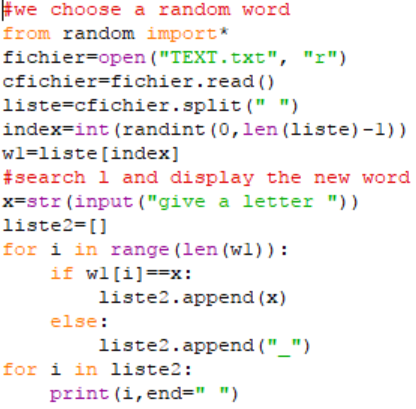 #we choose a random word
from random import*
fichier=open("TEXT.txt", "r")
cfichier=fichier.read()
liste=cfichier.split(" ")
index=int(randint(0,len(liste)-1))
w1=liste[index]
#search l and display the new word
x=str(input("give a letter "))
liste2=[]
for i in range(len(w1)):
    if w1[i]==x:
        liste2.append(x)
    else:
        liste2.append("_")
for i in liste2:
    print(i,end=" ")